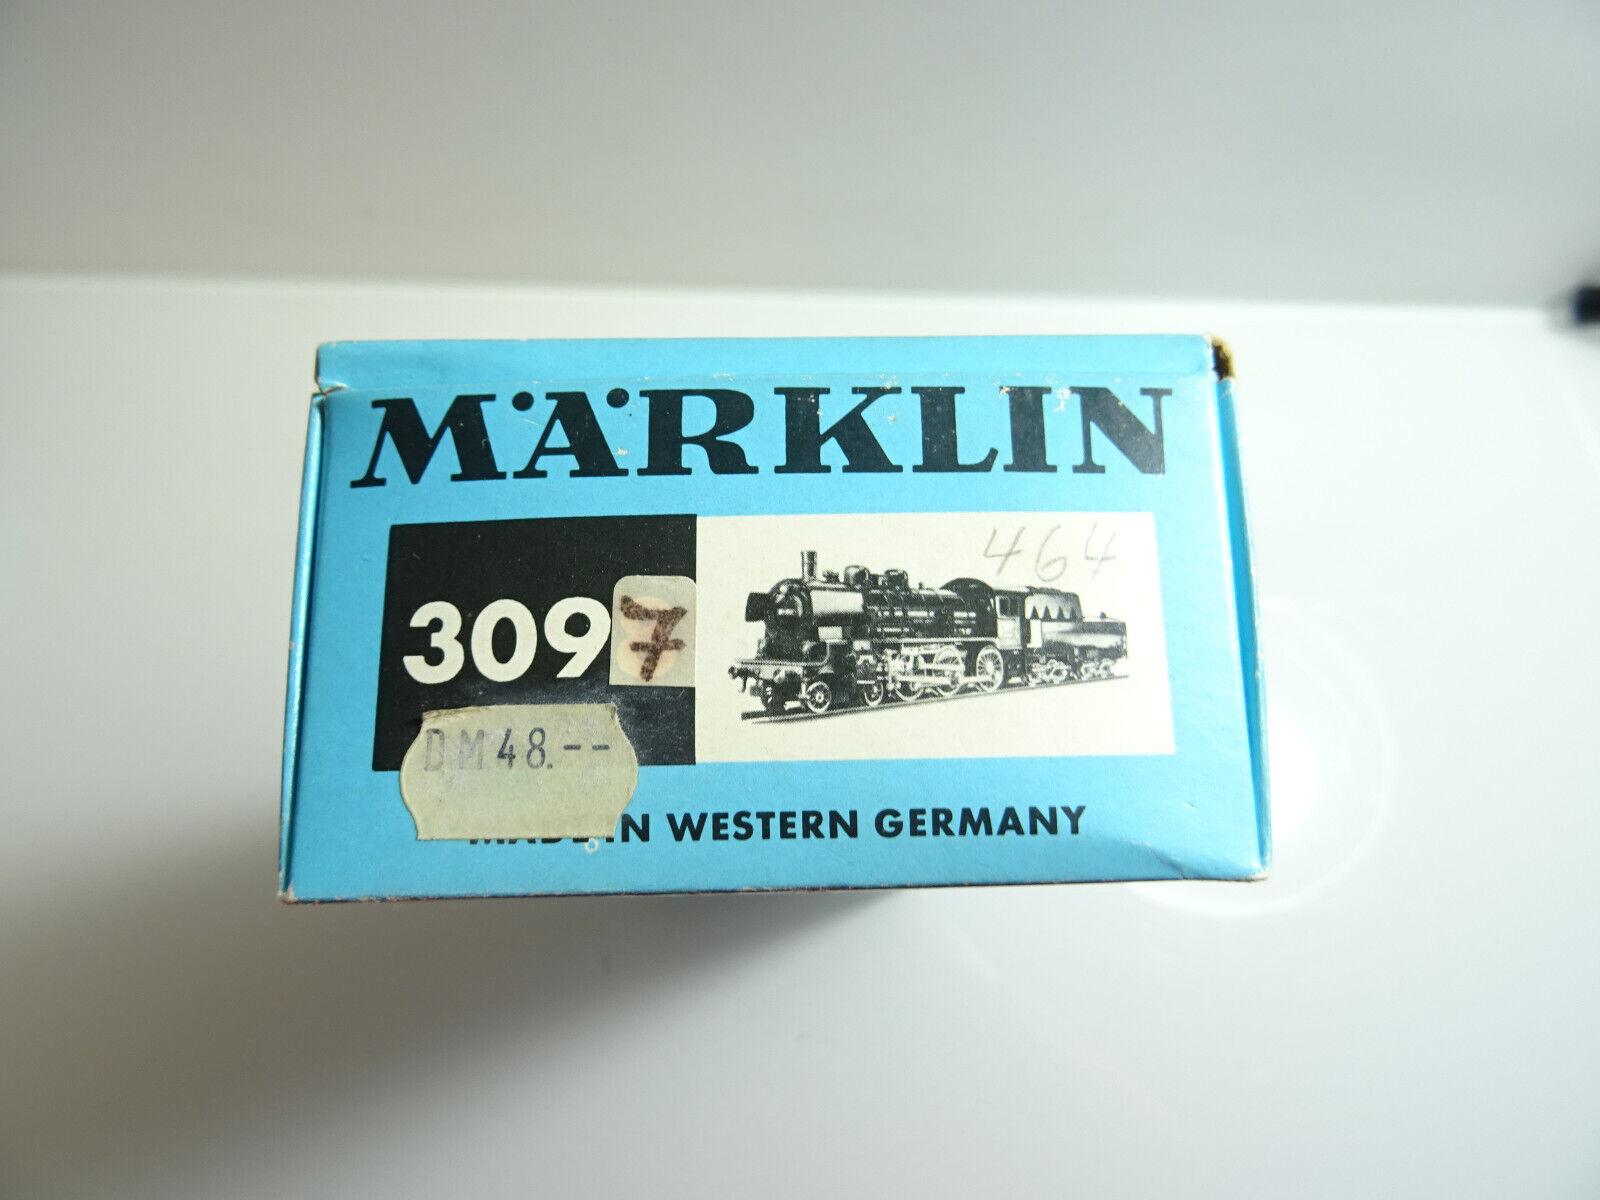 MÄRKLIN
464
3097
DM 48.--
MADE IN WESTERN GERMANY